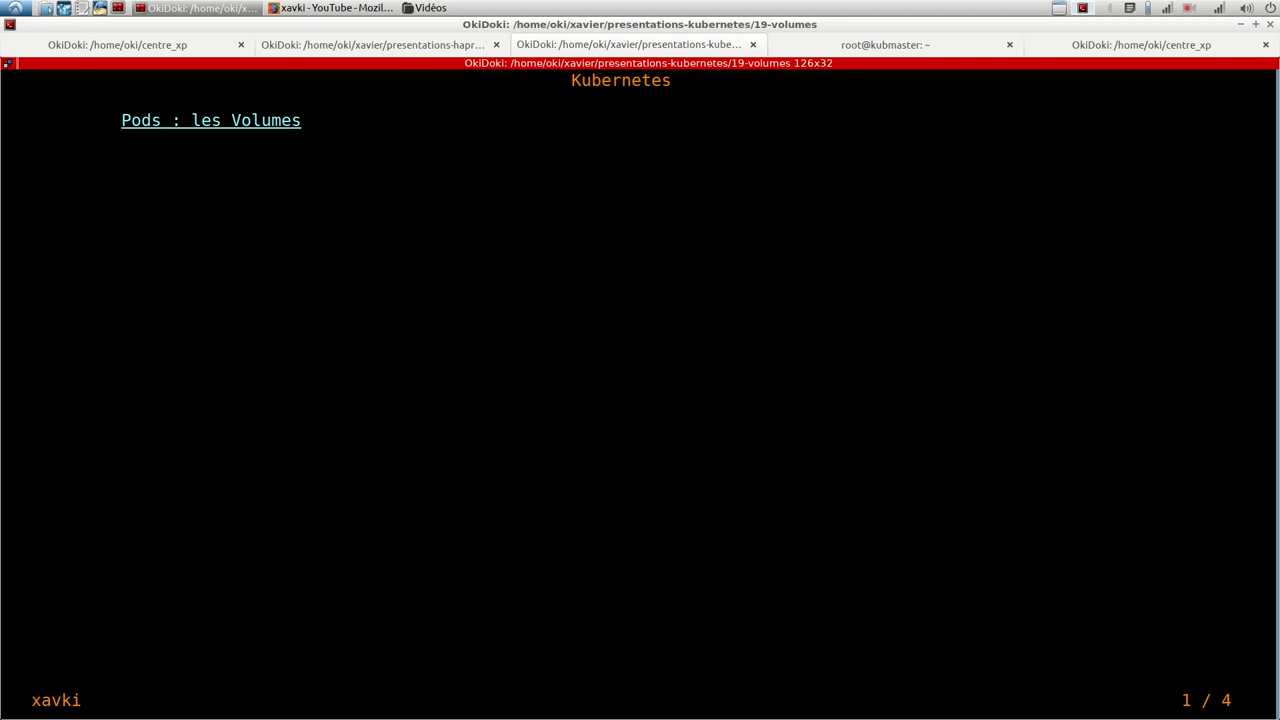 OkiDoki: /home/oki/x...
xavki - YouTube - Mozil...
Vidéos
OkiDoki: /home/oki/xavier/presentations-kubernetes/19-volumes
OkiDoki: /home/oki/centre_xp
OkiDoki: /home/oki/xavier/presentations-hapr...
OkiDoki: /home/oki/xavier/presentations-kube...
root@kubmaster: ~
OkiDoki: /home/oki/centre_xp
OkiDoki: /home/oki/xavier/presentations-kubernetes/19-volumes 126x32
Kubernetes
Pods : les Volumes
xavki
1 / 4